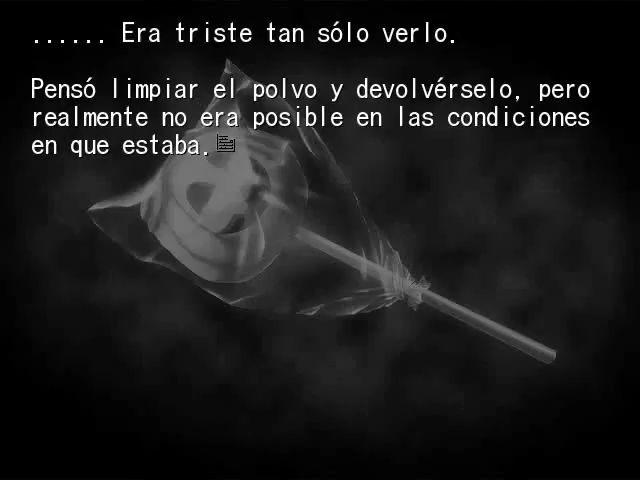 ...... Era triste tan sólo verlo.
Pensó limpiar el polvo y devolvérselo, pero
realmente no era posible en las condiciones
en que estaba.